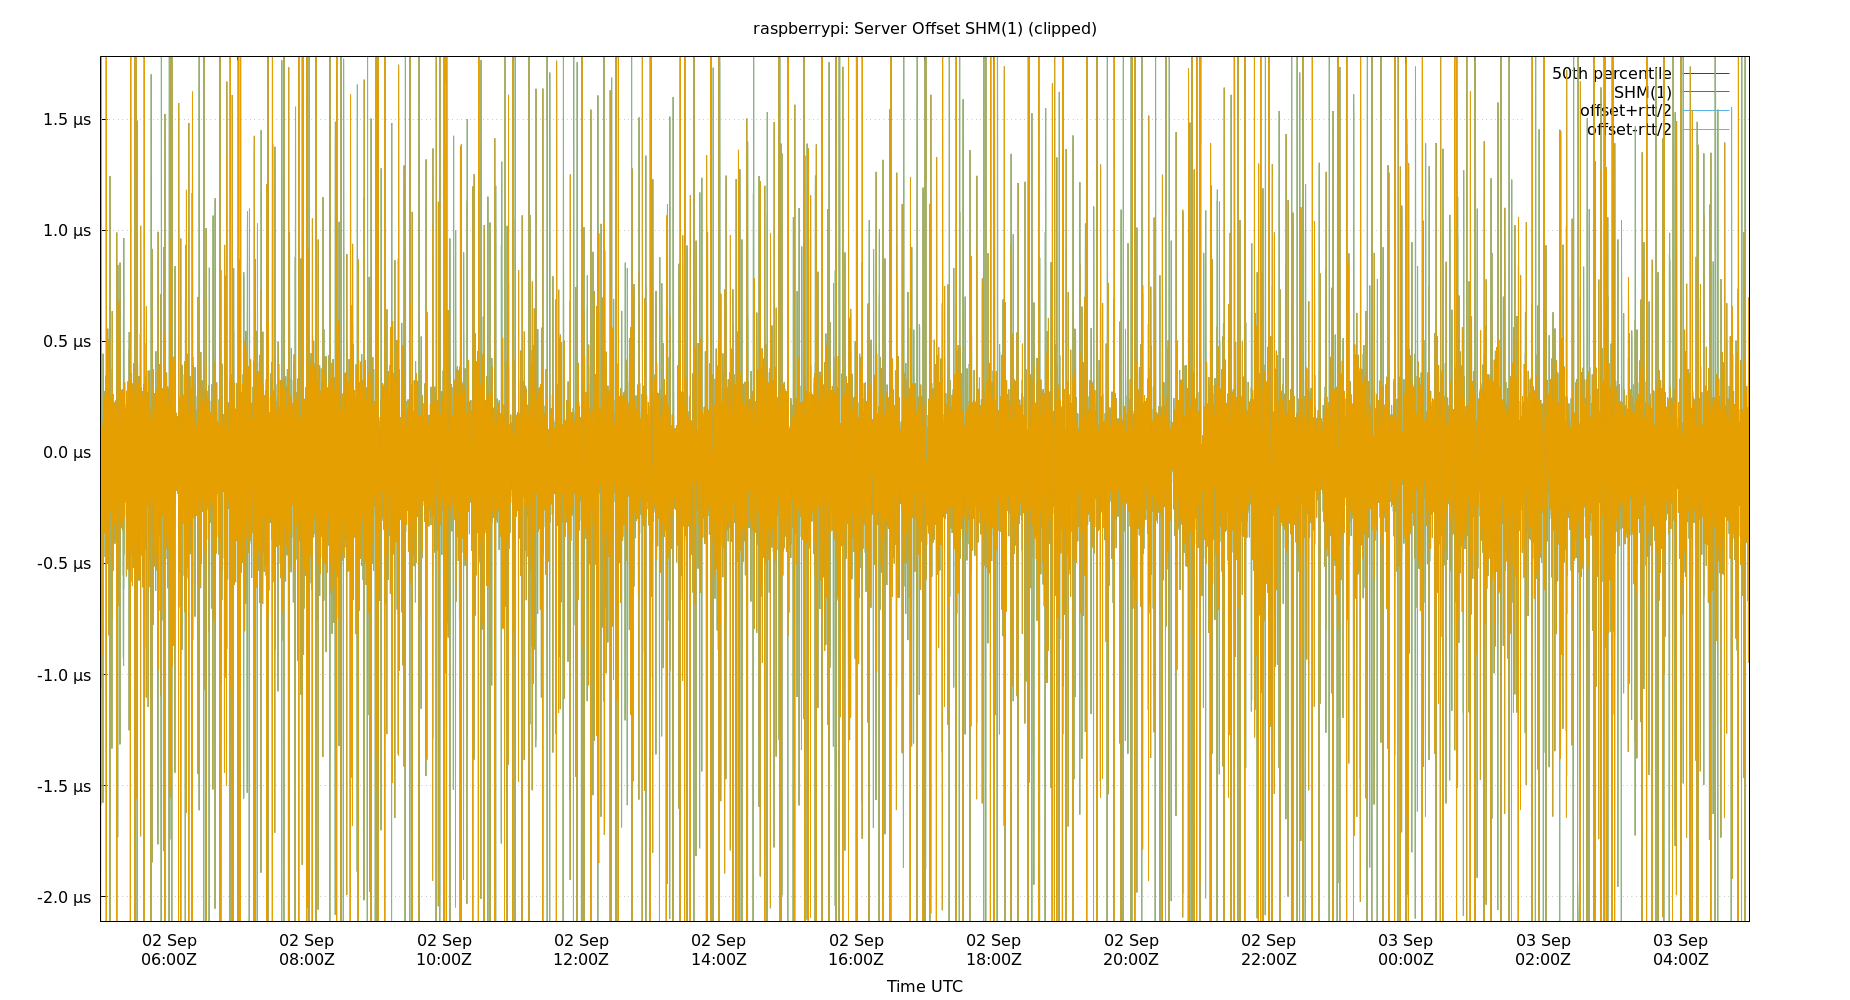 raspberrypi: Server Offset SHM(1) (clipped)
50th percentile
SHM(1)
offset+rtt/2
offset-rtt/2
1.5 µs
1.0 µs
0.5 µs
0.0 µs
-0.5 µs
-1.0 µs
-1.5 µs
-2.0 µs
02 Sep 02 Sep 02 Sep 02 Sep 02 Sep 02 Sep 02 Sep 02 Sep 02 Sep 03 Sep 03 Sep 03 Sep
06:00Z 08:00Z 10:00Z 12:00Z 14:00Z 16:00Z 18:00Z 20:00Z 22:00Z 00:00Z 02:00Z 04:00Z
Time UTC